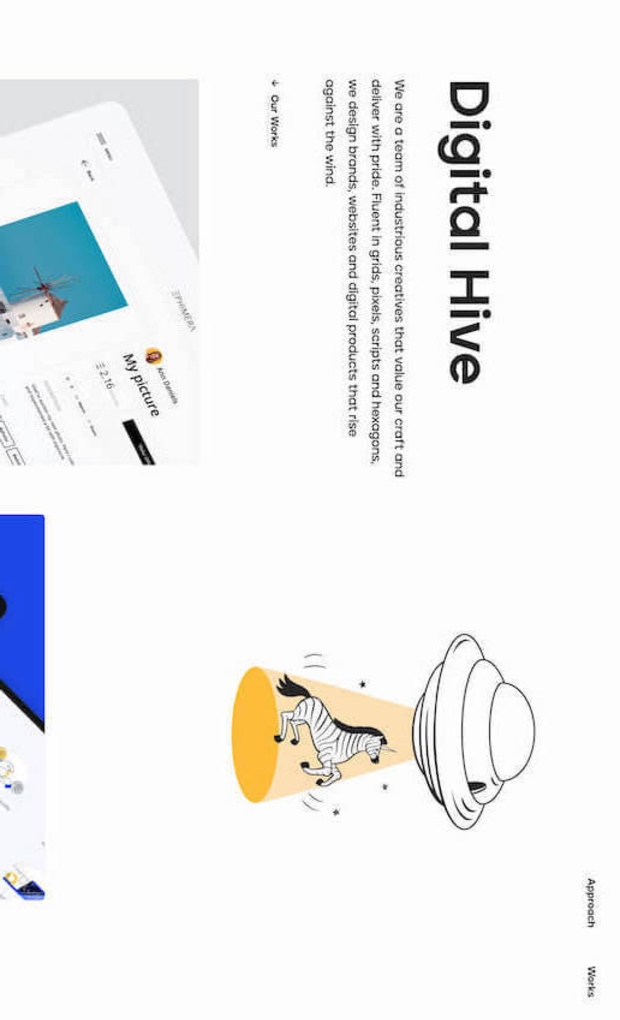 Approach Works
Digital Hive
We are a team of industrious creatives that value our craft and
deliver with pride. Fluent in grids, pixels, scripts and hexagons,
we design brands, websites and digital products that rise
against the wind.
↓ Our Works
Back
EPHIMERA
Ann Daniels
My picture
2.16